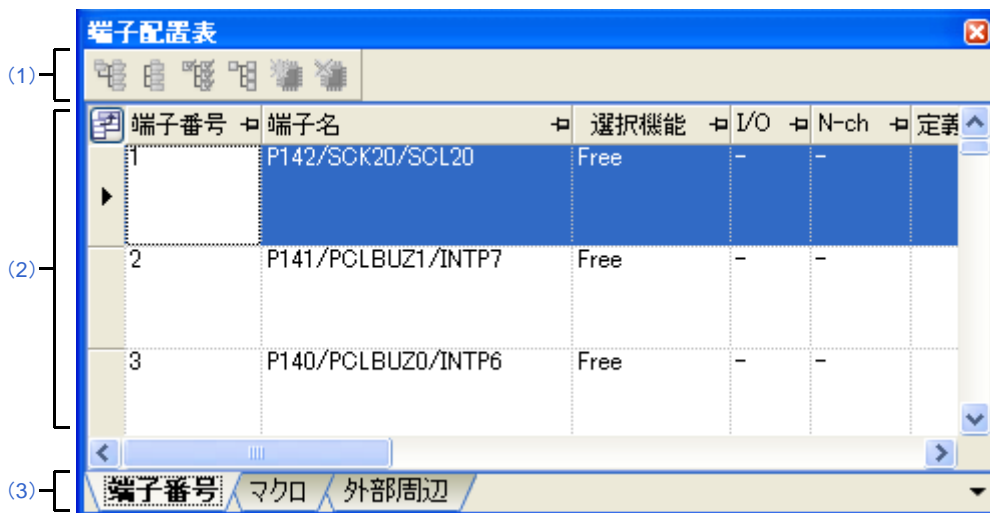 端子配置表
(1)
端子番号 端子名 選択機能 I/O N-ch 定義
1 P142/SCK20/SCL20 Free - -
(2)
2 P141/PCLBUZ1/INTP7 Free - -
3 P140/PCLBUZ0/INTP6 Free - -
(3)
端子番号 マクロ 外部周辺